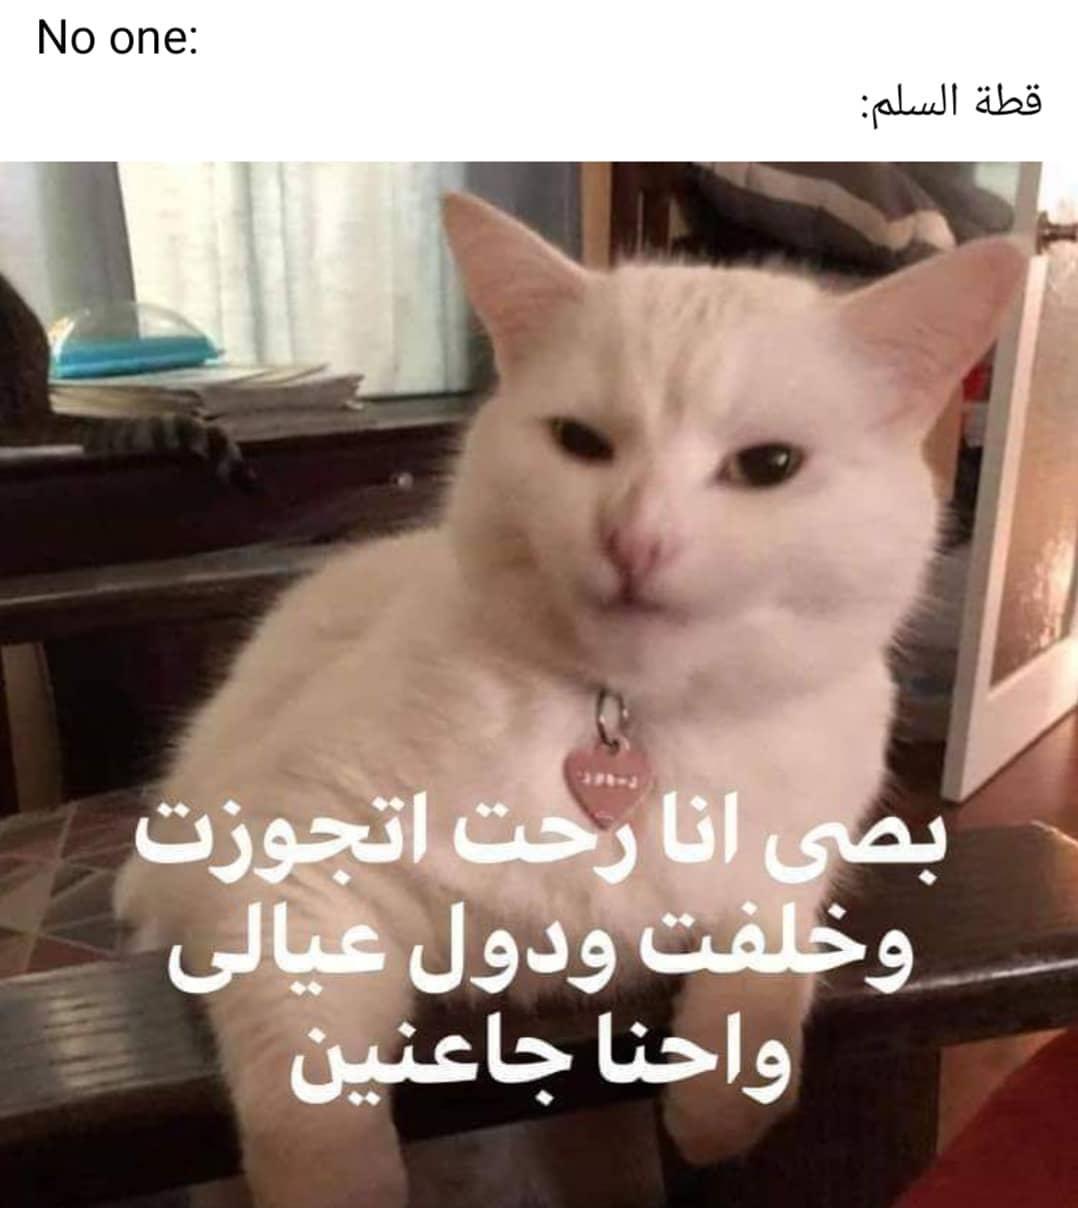 No one:
قطة السلم:
بصى انا رحت اتجوزت
وخلفت ودول عيالى
واحنا جاعنين